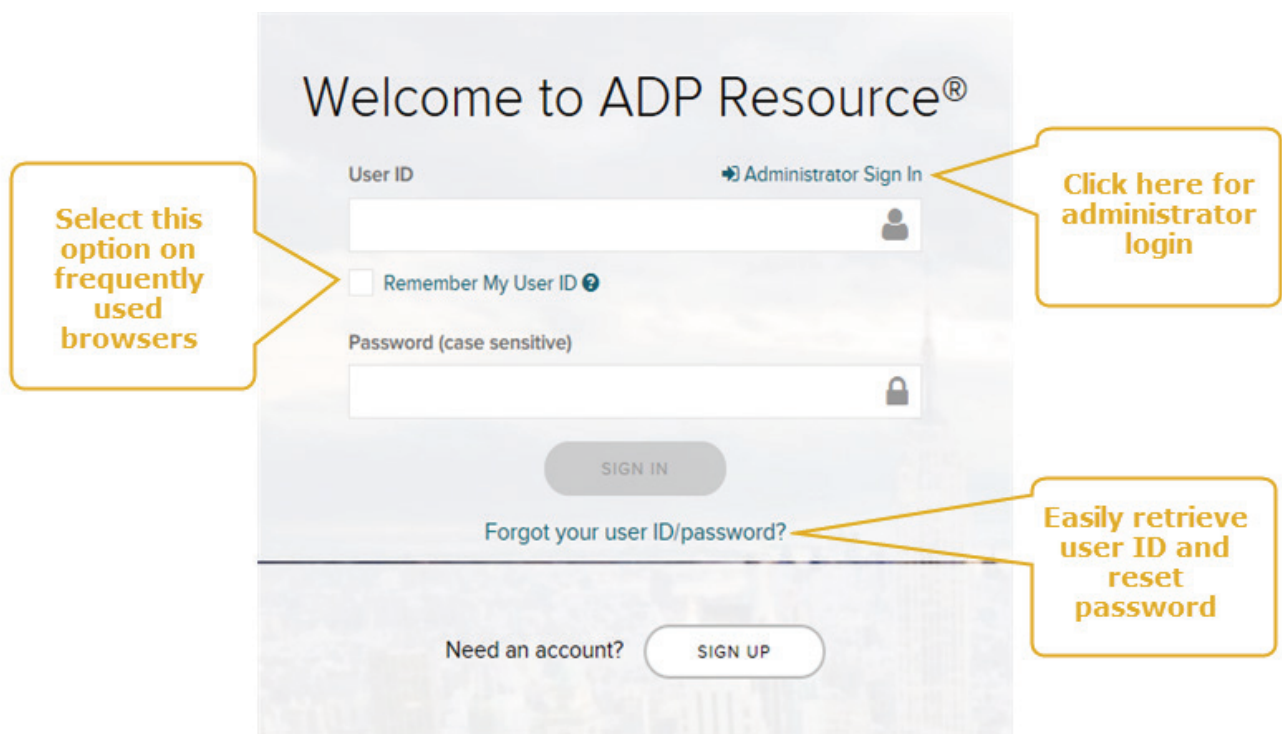 Welcome to ADP Resource®
User ID
Administrator Sign In
Remember My User ID
Password (case sensitive)
SIGN IN
Forgot your user ID/password?
Need an account?
SIGN UP
Select this
option on
frequently
used
browsers
Click here for
administrator
login
Easily retrieve
user ID and
reset
password